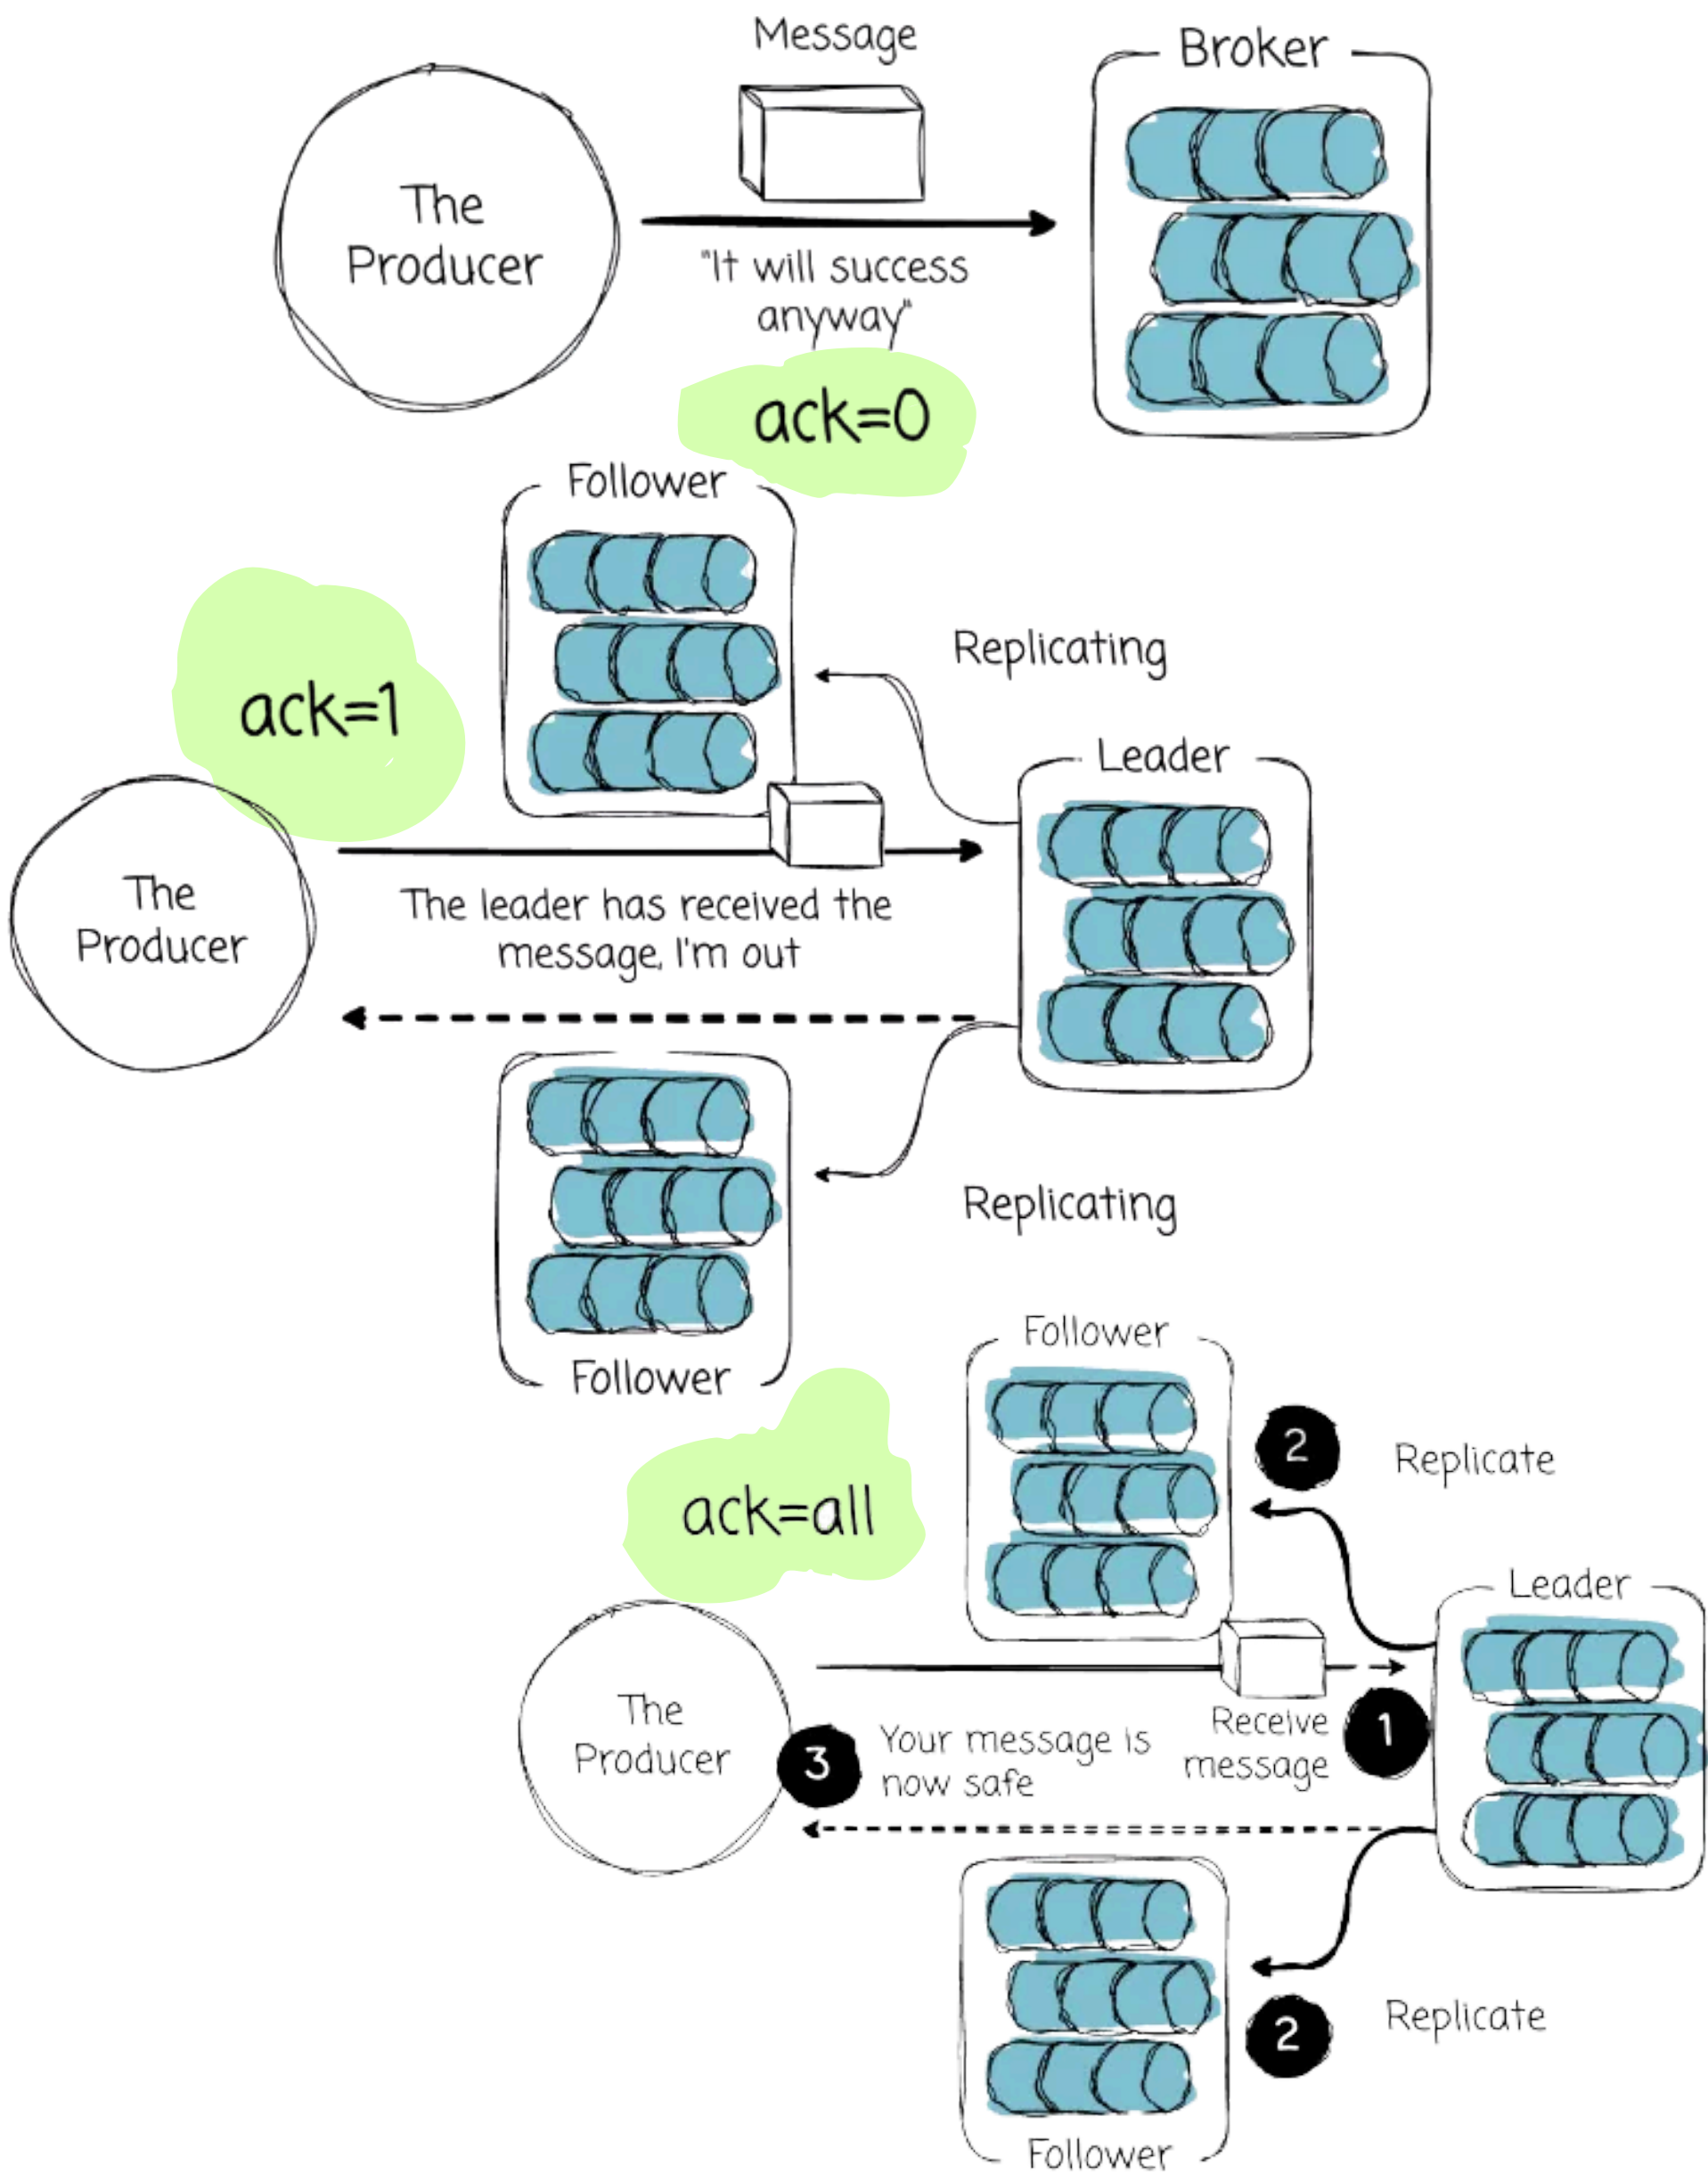 Message
Broker
The
Producer
"It will success
anyway"
ack=0
Follower
ack=1
Replicating
Leader
The
Producer
The leader has received the
message, I'm out
Replicating
Follower
Follower
2
Replicate
ack=all
Leader
The
Producer
3
Your message is
now safe
Receive
message
1
2
Replicate
Follower